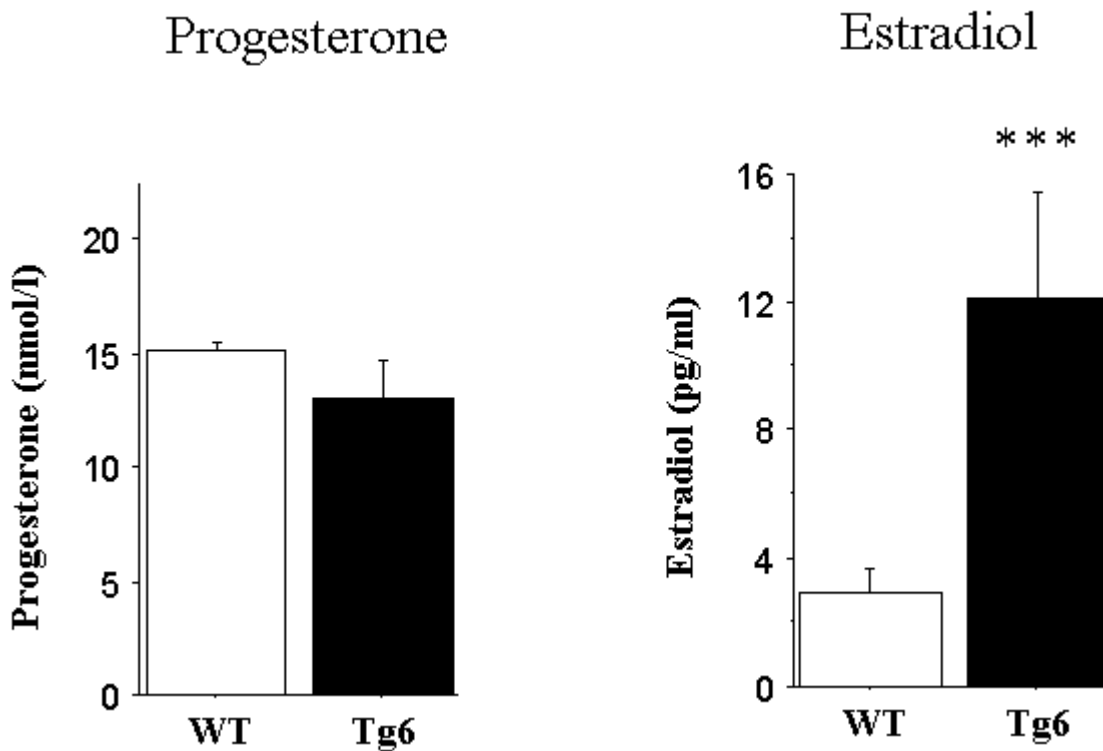 Progesterone
Progesterone (nmol/l)
20
15
10
5
0
WT Tg6
Estradiol
***
Estradiol (pg/ml)
16
12
8
4
0
WT Tg6